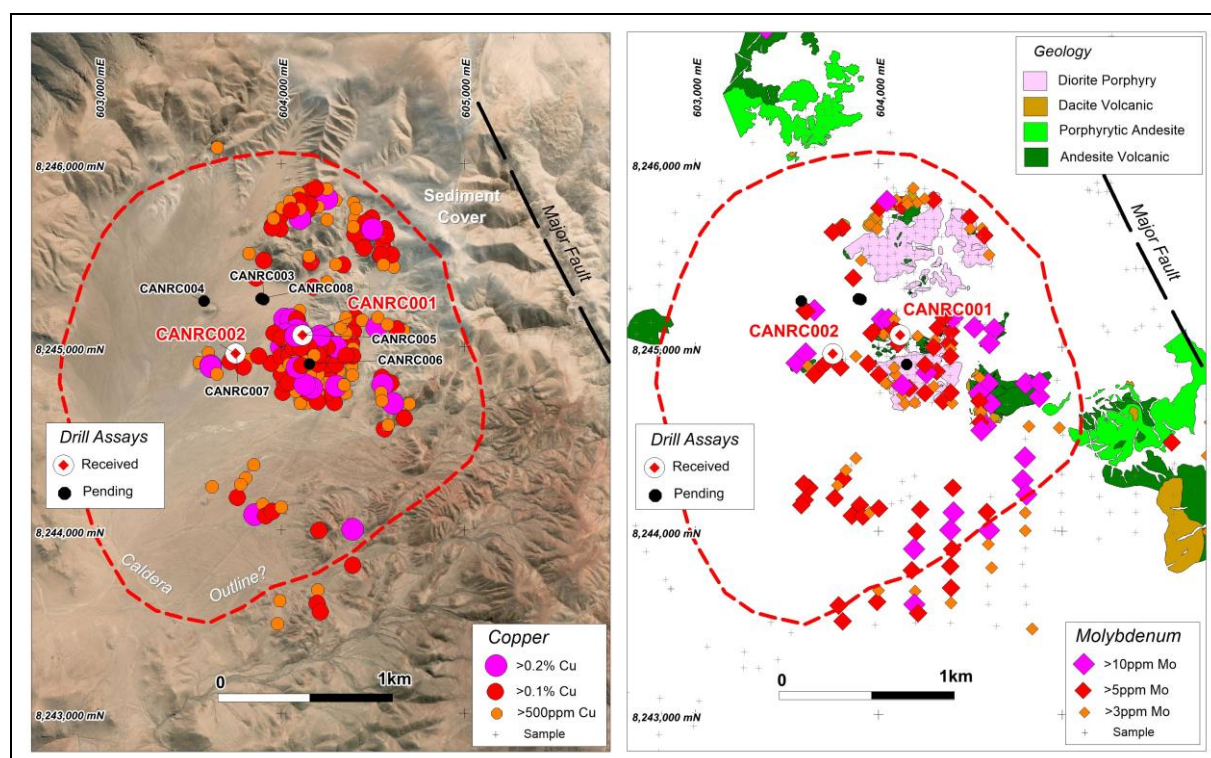 603,000 mE
604,000 mE
605,000 mE
8,246,000 mN
8,245,000 mN
8,244,000 mN
8,243,000 mN
Sediment
Cover
Major Fault
CANRC003
CANRC004
CANRC008
CANRC001
CANRC002
CANRC005
CANRC006
CANRC007
Drill Assays
Received
Pending
Caldera
Outline?
Copper
>0.2% Cu
>0.1% Cu
>500ppm Cu
Sample
0
1km
603,000 mE
604,000 mE
8,246,000 mN
8,245,000 mN
8,244,000 mN
8,243,000 mN
Geology
Diorite Porphyry
Dacite Volcanic
Porphyrytic Andesite
Andesite Volcanic
Major Fault
CANRC001
CANRC002
Drill Assays
Received
Pending
Molybdenum
>10ppm Mo
>5ppm Mo
>3ppm Mo
Sample
0
1km